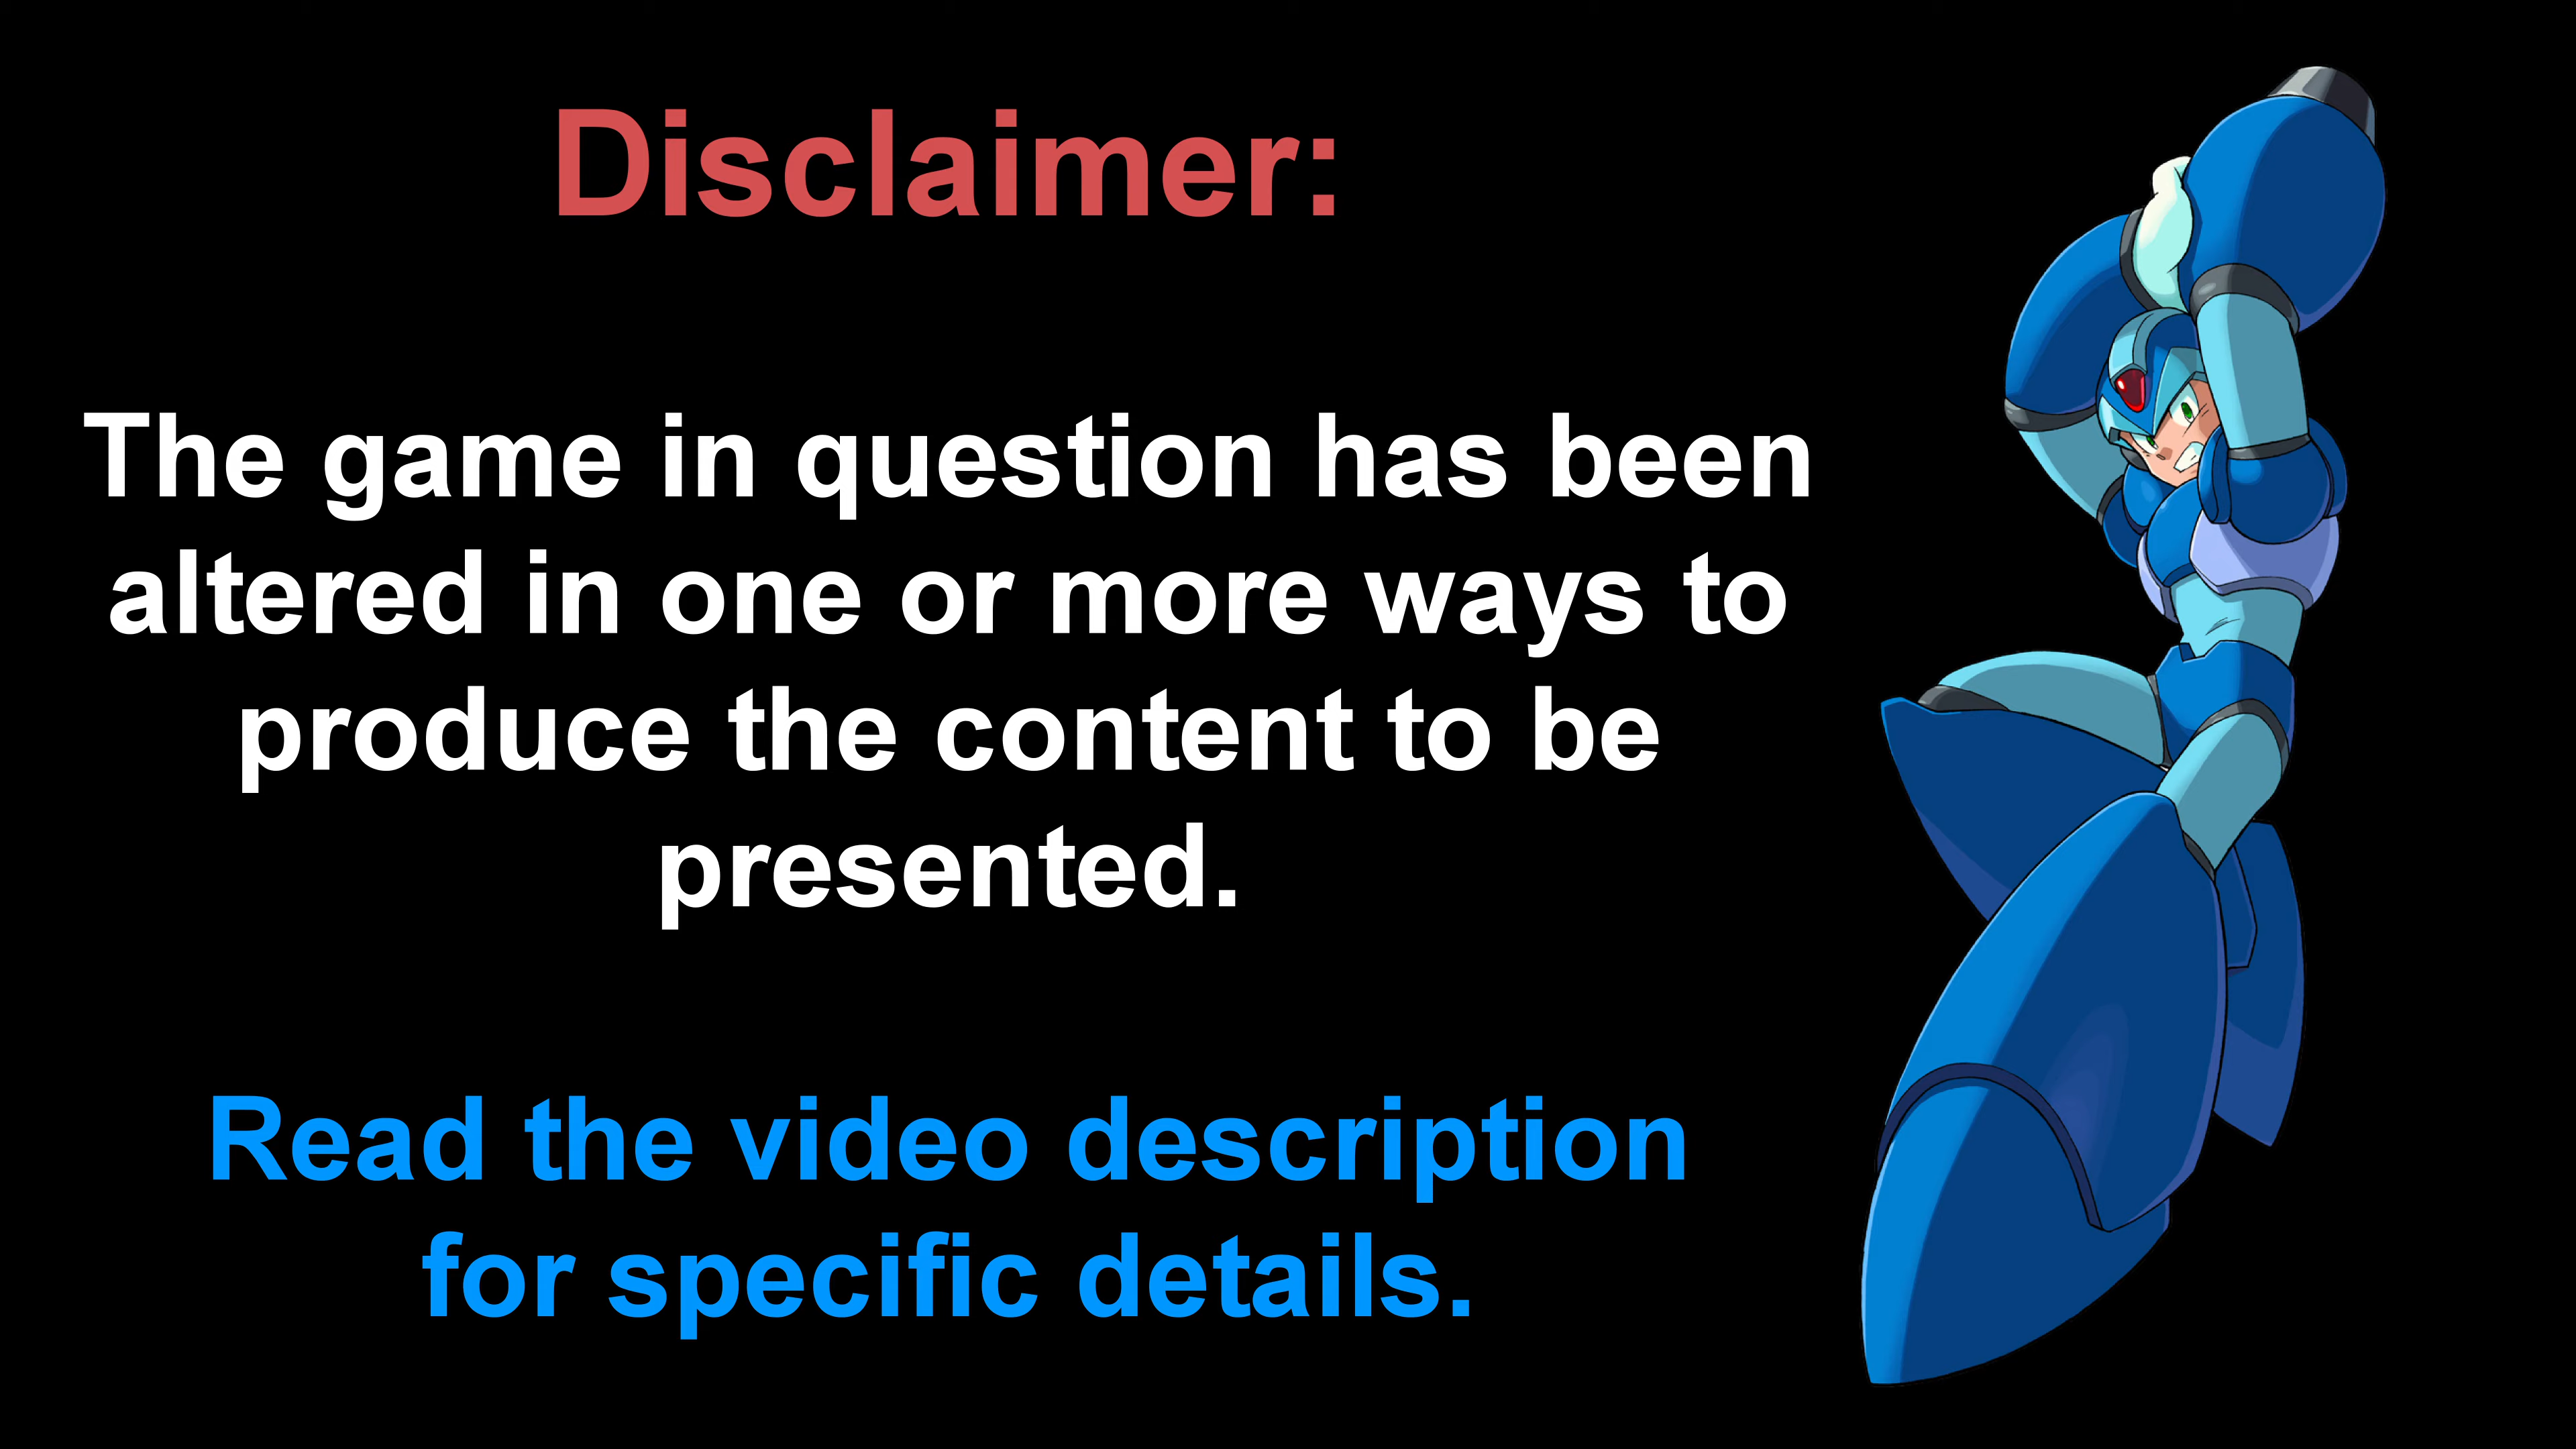 Disclaimer:
The game in question has been
altered in one or more ways to
produce the content to be
presented.
Read the video description
for specific details.